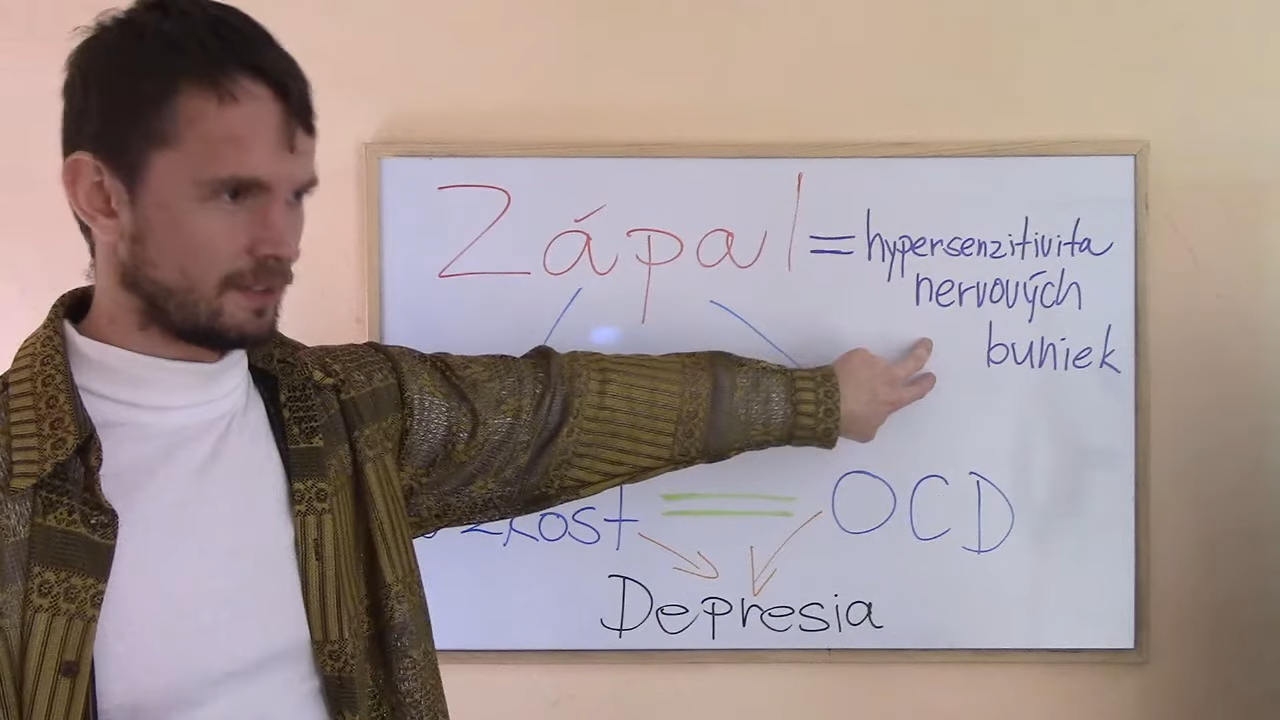 Zápal = hypersenzitivita
nervových
buniek
OCD
Depresia